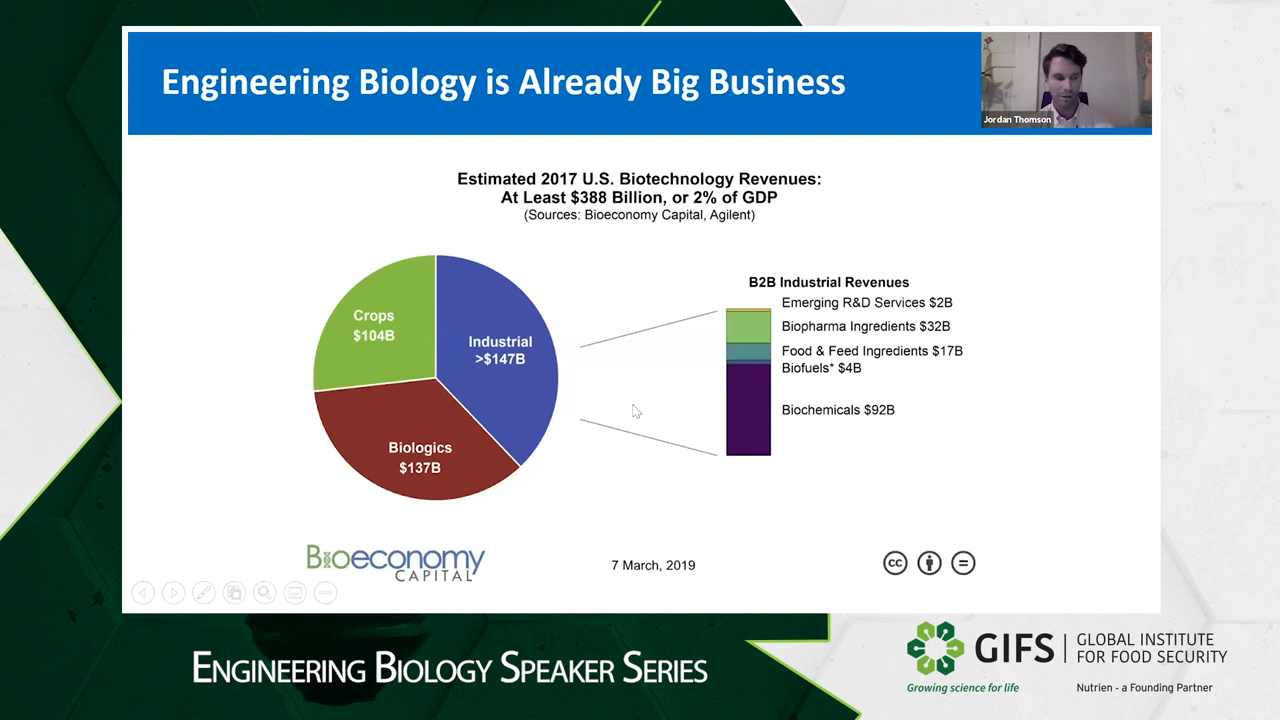 Engineering Biology is Already Big Business
Jordan Thomson
Estimated 2017 U.S. Biotechnology Revenues:
At Least $388 Billion, or 2% of GDP
(Sources: Bioeconomy Capital, Agilent)
Crops
$104B
Industrial
>$147B
Biologics
$137B
B2B Industrial Revenues
Emerging R&D Services $2B
Biopharma Ingredients $32B
Food & Feed Ingredients $17B
Biofuels* $4B
Biochemicals $92B
Bioeconomy
CAPITAL
7 March, 2019
cc
ENGINEERING BIOLOGY SPEAKER SERIES
GIFS
GLOBAL INSTITUTE
FOR FOOD SECURITY
Growing science for life
Nutrien - a Founding Partner